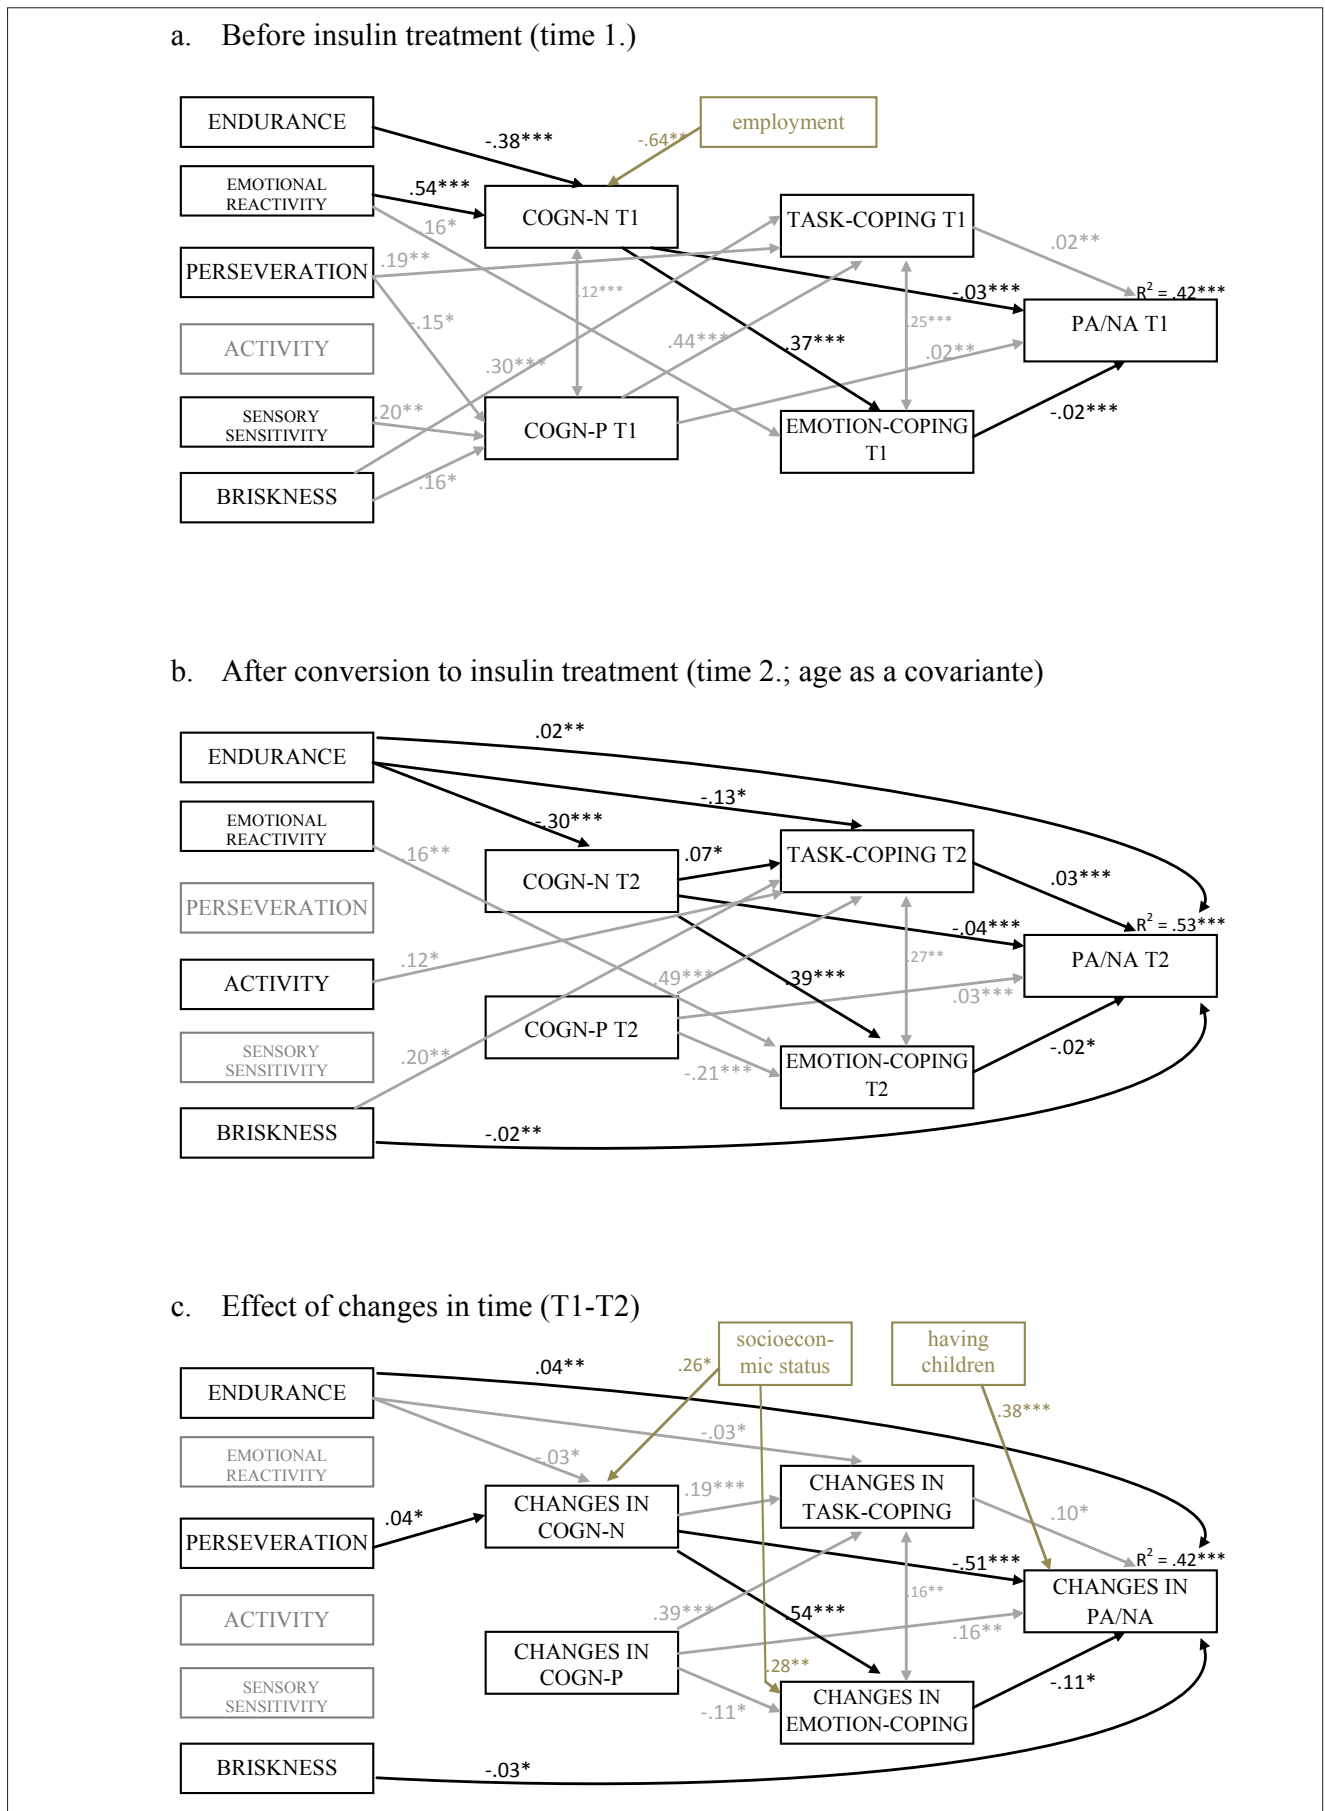 a. Before insulin treatment (time 1.)
ENDURANCE
employment
-.38***
-.64**
EMOTIONAL
REACTIVITY
.54***
COGN-N T1
TASK-COPING T1
.16*
.02**
PERSEVERATION
.19**
.12***
-.03***
R² = .42***
PA/NA T1
-.15*
.25***
ACTIVITY
.30***
.44***
.37***
.02**
SENSORY
SENSITIVITY
.20**
COGN-P T1
EMOTION-COPING
T1
-.02***
BRISKNESS
.16*
b. After conversion to insulin treatment (time 2.; age as a covariante)
.02**
ENDURANCE
-.13*
EMOTIONAL
REACTIVITY
-.30***
.16**
.07*
TASK-COPING T2
COGN-N T2
.03***
PERSEVERATION
-.04***
R² = .53***
.12*
.49***
.39***
.27**
PA/NA T2
ACTIVITY
.03***
COGN-P T2
SENSORY
SENSITIVITY
.20**
-.21***
EMOTION-COPING
T2
-.02*
BRISKNESS
-.02**
c. Effect of changes in time (T1-T2)
socioecon-
mic status
having
children
.04**
.26*
ENDURANCE
.38***
-.03*
EMOTIONAL
REACTIVITY
-.03*
.19***
CHANGES IN
TASK-COPING
CHANGES IN
COGN-N
.10*
PERSEVERATION
.04*
-.51***
R² = .42***
CHANGES IN
PA/NA
.16**
ACTIVITY
.39***
.54***
.16**
CHANGES IN
COGN-P
.28**
SENSORY
SENSITIVITY
-.11*
CHANGES IN
EMOTION-COPING
-.11*
BRISKNESS
-.03*